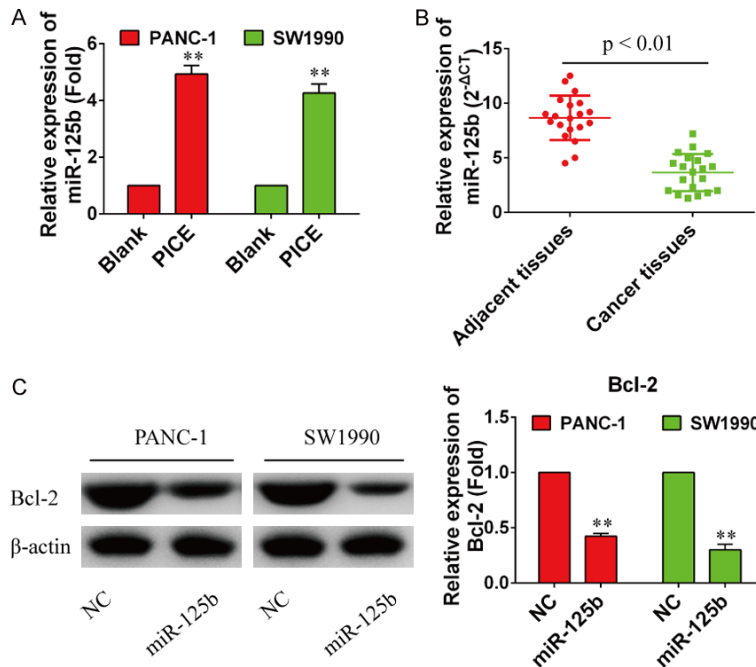 A
Relative expression of
miR-125b (Fold)
PANC-1 SW1990
6
4
2
0
**
**
Blank
PICE
Blank
PICE
B
Relative expression of
miR-125b (2^-ΔCT)
p < 0.01
15
10
5
0
Adjacent tissues
Cancer tissues
C
PANC-1 SW1990
Bcl-2
β-actin
NC
miR-125b
NC
miR-125b
Bcl-2
Relative expression of
Bcl-2 (Fold)
PANC-1 SW1990
1.5
1.0
0.5
0.0
**
**
NC
miR-125b
NC
miR-125b